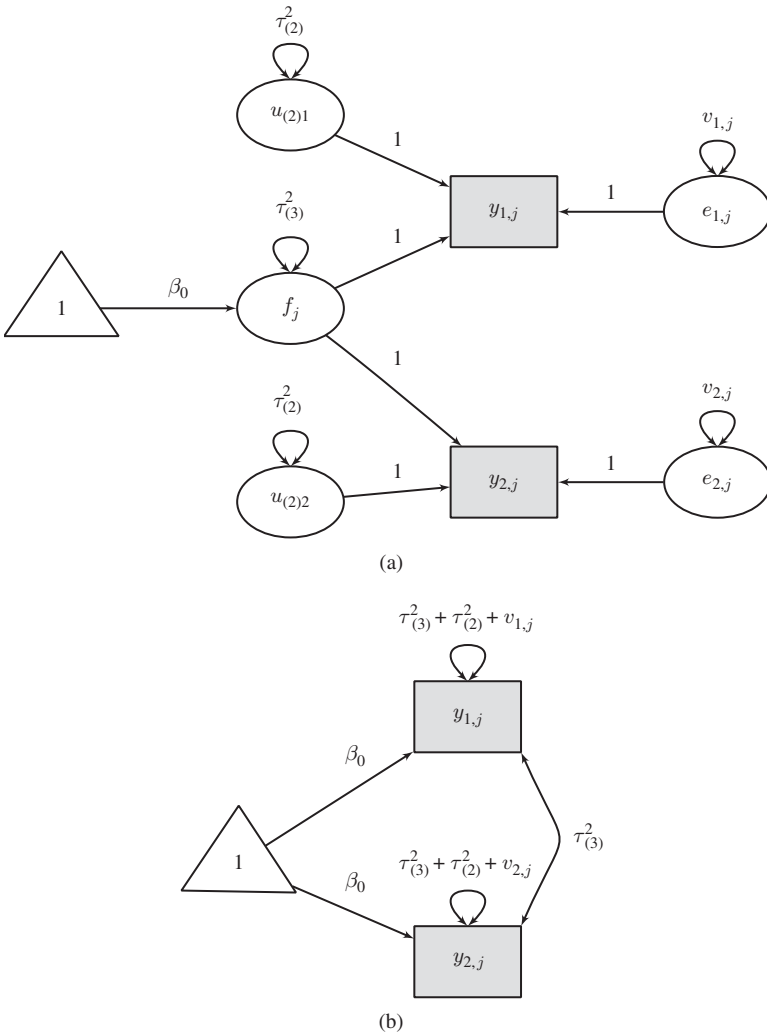 τ²₍₂₎
u₍₂₎₁
1
v₁,ⱼ
y₁,ⱼ
1
e₁,ⱼ
τ²₍₃₎
1
1
β₀
fⱼ
1
τ²₍₂₎
u₍₂₎₂
1
v₂,ⱼ
y₂,ⱼ
1
e₂,ⱼ
(a)
τ²₍₃₎ + τ²₍₂₎ + v₁,ⱼ
y₁,ⱼ
β₀
1
τ²₍₃₎
τ²₍₃₎ + τ²₍₂₎ + v₂,ⱼ
β₀
y₂,ⱼ
(b)